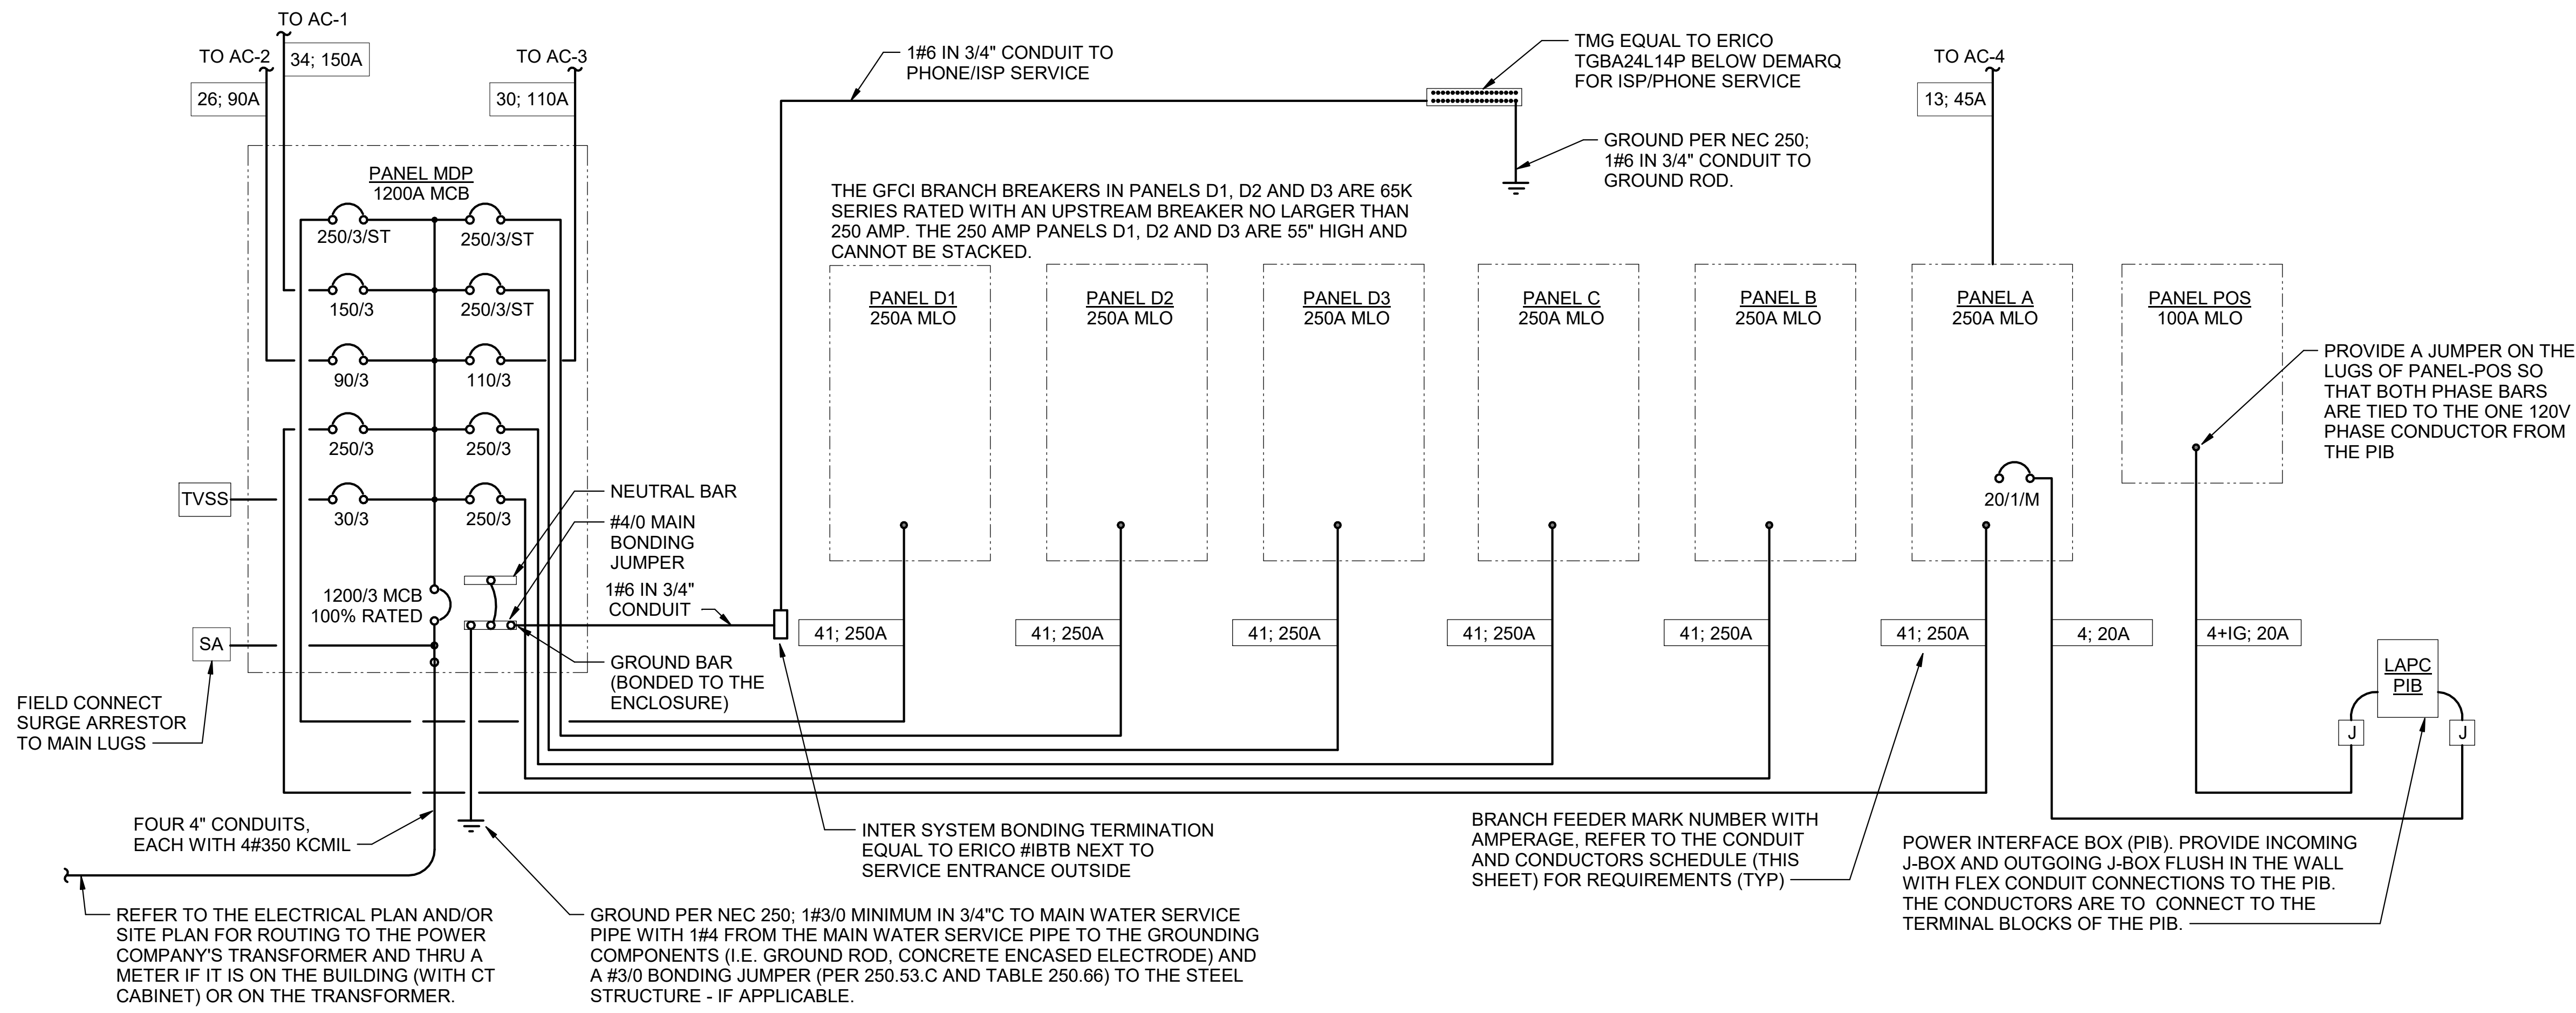 TO AC-1
TO AC-2
34; 150A
TO AC-3
26; 90A
30; 110A
PANEL MDP
1200A MCB
250/3/ST
250/3/ST
150/3
250/3/ST
90/3
110/3
250/3
250/3
TVSS
30/3
250/3
1200/3 MCB
100% RATED
SA
FIELD CONNECT
SURGE ARRESTOR
TO MAIN LUGS
FOUR 4" CONDUITS,
EACH WITH 4#350 KCMIL
REFER TO THE ELECTRICAL PLAN AND/OR
SITE PLAN FOR ROUTING TO THE POWER
COMPANY'S TRANSFORMER AND THRU A
METER IF IT IS ON THE BUILDING (WITH CT
CABINET) OR ON THE TRANSFORMER.
NEUTRAL BAR
#4/0 MAIN
BONDING
JUMPER
1#6 IN 3/4"
CONDUIT
GROUND BAR
(BONDED TO THE
ENCLOSURE)
GROUND PER NEC 250; 1#3/0 MINIMUM IN 3/4"C TO MAIN WATER SERVICE
PIPE WITH 1#4 FROM THE MAIN WATER SERVICE PIPE TO THE GROUNDING
COMPONENTS (I.E. GROUND ROD, CONCRETE ENCASED ELECTRODE) AND
A #3/0 BONDING JUMPER (PER 250.53.C AND TABLE 250.66) TO THE STEEL
STRUCTURE - IF APPLICABLE.
INTER SYSTEM BONDING TERMINATION
EQUAL TO ERICO #IBTB NEXT TO
SERVICE ENTRANCE OUTSIDE
1#6 IN 3/4" CONDUIT TO
PHONE/ISP SERVICE
TMG EQUAL TO ERICO
TGBA24L14P BELOW DEMARQ
FOR ISP/PHONE SERVICE
GROUND PER NEC 250;
1#6 IN 3/4" CONDUIT TO
GROUND ROD.
THE GFCI BRANCH BREAKERS IN PANELS D1, D2 AND D3 ARE 65K
SERIES RATED WITH AN UPSTREAM BREAKER NO LARGER THAN
250 AMP. THE 250 AMP PANELS D1, D2 AND D3 ARE 55" HIGH AND
CANNOT BE STACKED.
PANEL D1
250A MLO
PANEL D2
250A MLO
PANEL D3
250A MLO
PANEL C
250A MLO
PANEL B
250A MLO
TO AC-4
13; 45A
PANEL A
250A MLO
20/1/M
PANEL POS
100A MLO
PROVIDE A JUMPER ON THE
LUGS OF PANEL-POS SO
THAT BOTH PHASE BARS
ARE TIED TO THE ONE 120V
PHASE CONDUCTOR FROM
THE PIB
41; 250A
41; 250A
41; 250A
41; 250A
41; 250A
41; 250A
4; 20A
4+IG; 20A
LAPC
PIB
J
J
BRANCH FEEDER MARK NUMBER WITH
AMPERAGE, REFER TO THE CONDUIT
AND CONDUCTORS SCHEDULE (THIS
SHEET) FOR REQUIREMENTS (TYP)
POWER INTERFACE BOX (PIB). PROVIDE INCOMING
J-BOX AND OUTGOING J-BOX FLUSH IN THE WALL
WITH FLEX CONDUIT CONNECTIONS TO THE PIB.
THE CONDUCTORS ARE TO CONNECT TO THE
TERMINAL BLOCKS OF THE PIB.